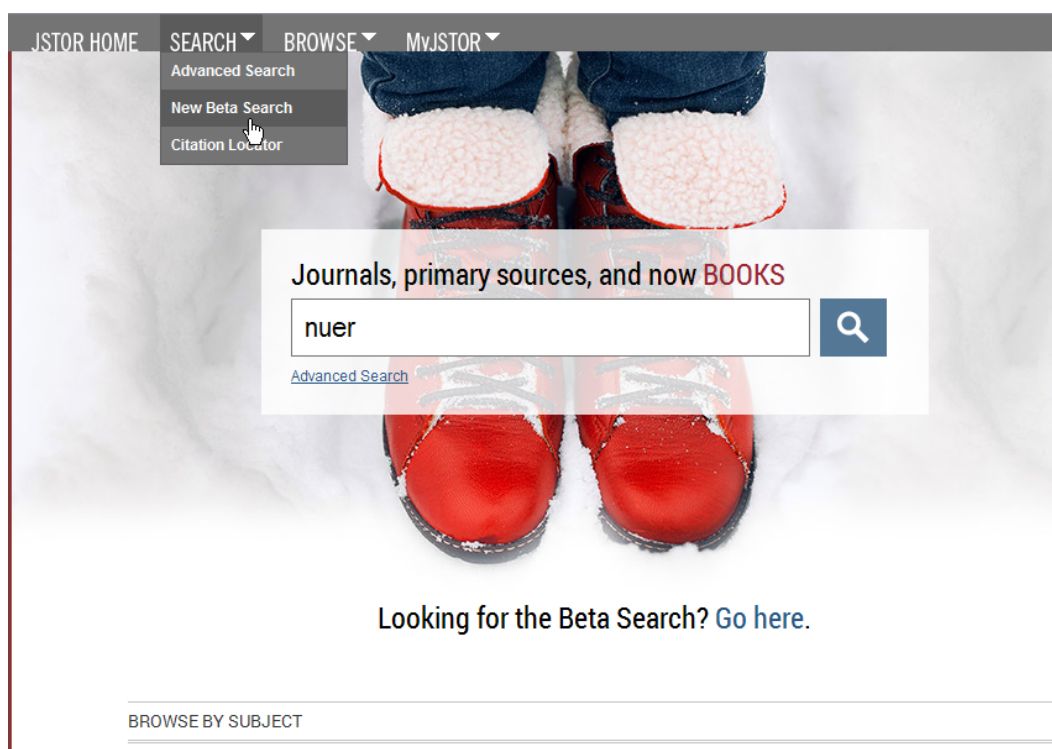 JSTOR HOME SEARCH BROWSE MyJSTOR
Advanced Search
New Beta Search
Citation Locator
Journals, primary sources, and now BOOKS
nuer
Advanced Search
Looking for the Beta Search? Go here.
BROWSE BY SUBJECT